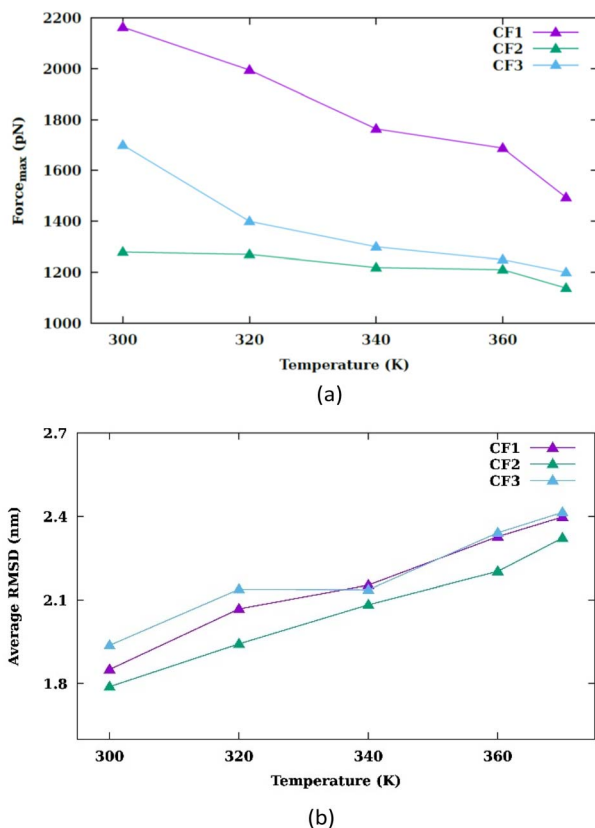 2200
2000
1800
1600
1400
1200
1000
Force_max (pN)
CF1
CF2
CF3
300 320 340 360
Temperature (K)
(a)
2.7
2.4
2.1
1.8
Average RMSD (nm)
CF1
CF2
CF3
300 320 340 360
Temperature (K)
(b)